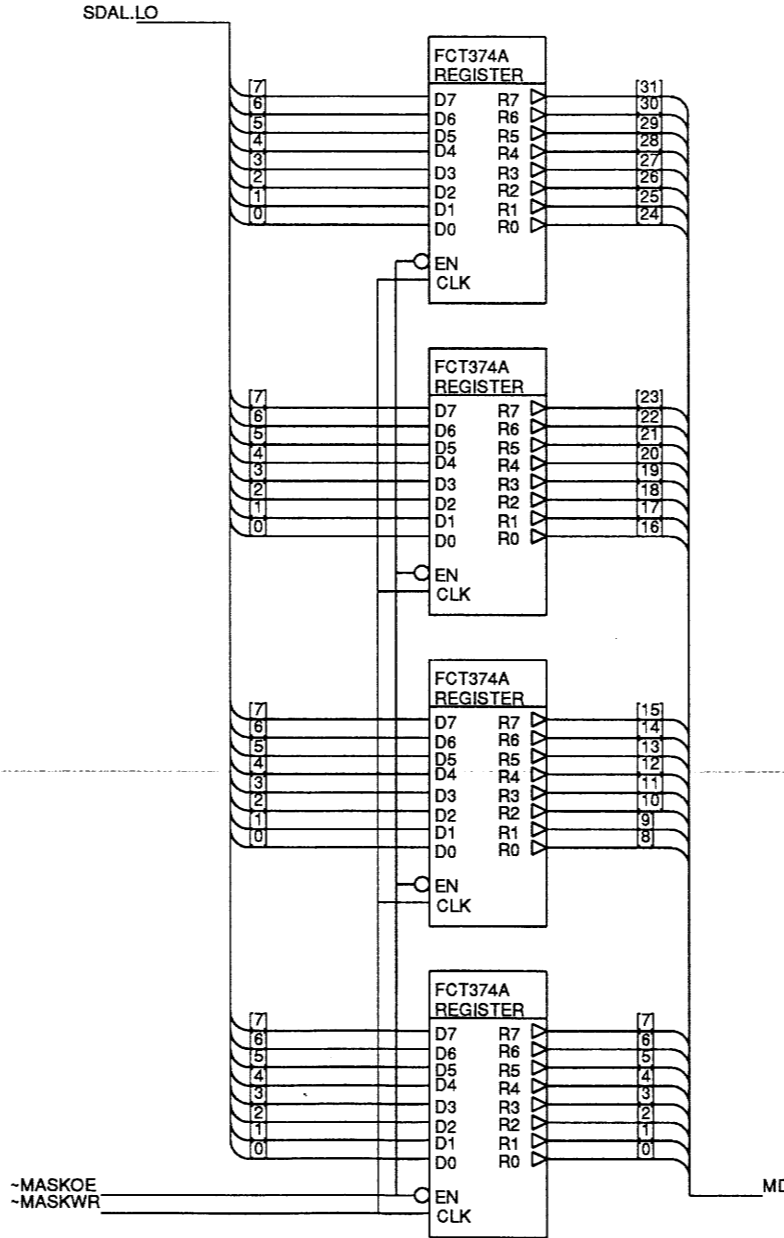 SDAL.LO
FCT374A
REGISTER
[7] D7 R7 [31]
6 D6 R6 30
5 D5 R5 29
4 D4 R4 28
3 D3 R3 27
2 D2 R2 26
1 D1 R1 25
[0] D0 R0 24
EN
CLK
FCT374A
REGISTER
[7] D7 R7 [23]
6 D6 R6 22
5 D5 R5 21
4 D4 R4 20
3 D3 R3 19
2 D2 R2 18
1 D1 R1 17
[0] D0 R0 16
EN
CLK
FCT374A
REGISTER
[7] D7 R7 [15]
6 D6 R6 14
5 D5 R5 13
4 D4 R4 12
3 D3 R3 11
2 D2 R2 10
1 D1 R1 9
[0] D0 R0 8
EN
CLK
FCT374A
REGISTER
[7] D7 R7 [7]
6 D6 R6 6
5 D5 R5 5
4 D4 R4 4
3 D3 R3 3
2 D2 R2 2
1 D1 R1 1
[0] D0 R0 [0]
~MASKOE EN MD
~MASKWR CLK